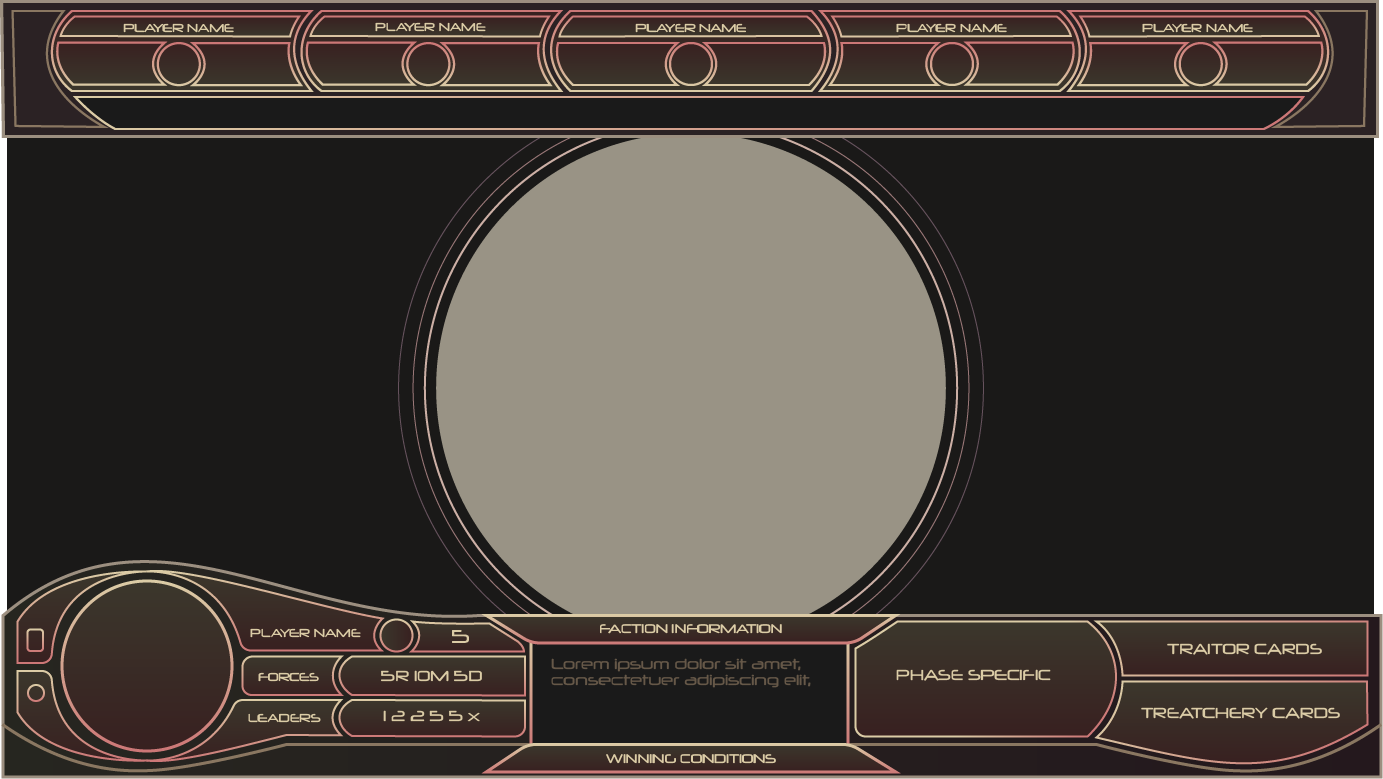 PLAYER NAME
PLAYER NAME
PLAYER NAME
PLAYER NAME
PLAYER NAME
PLAYER NAME
5
FORCES
5R 10M 5D
LEADERS
1 2 2 5 5 X
FACTION INFORMATION
Lorem ipsum dolor sit amet,
consectetuer adipiscing elit,
WINNING CONDITIONS
PHASE SPECIFIC
TRAITOR CARDS
TREATCHERY CARDS